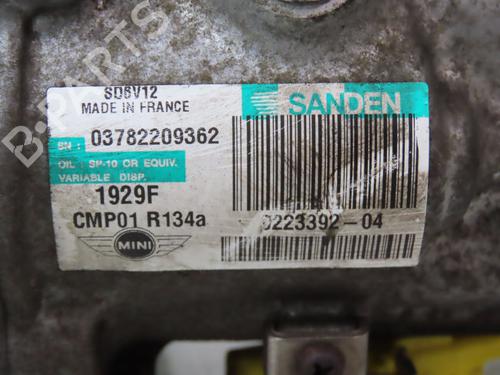 SD6V12
MADE IN FRANCE
SANDEN
SN : 03782209362
OIL : SP-10 OR EQUIV.
VARIABLE DISP.
1929F
CMP01 R134a
9223392-04
MINI
B-PARTS